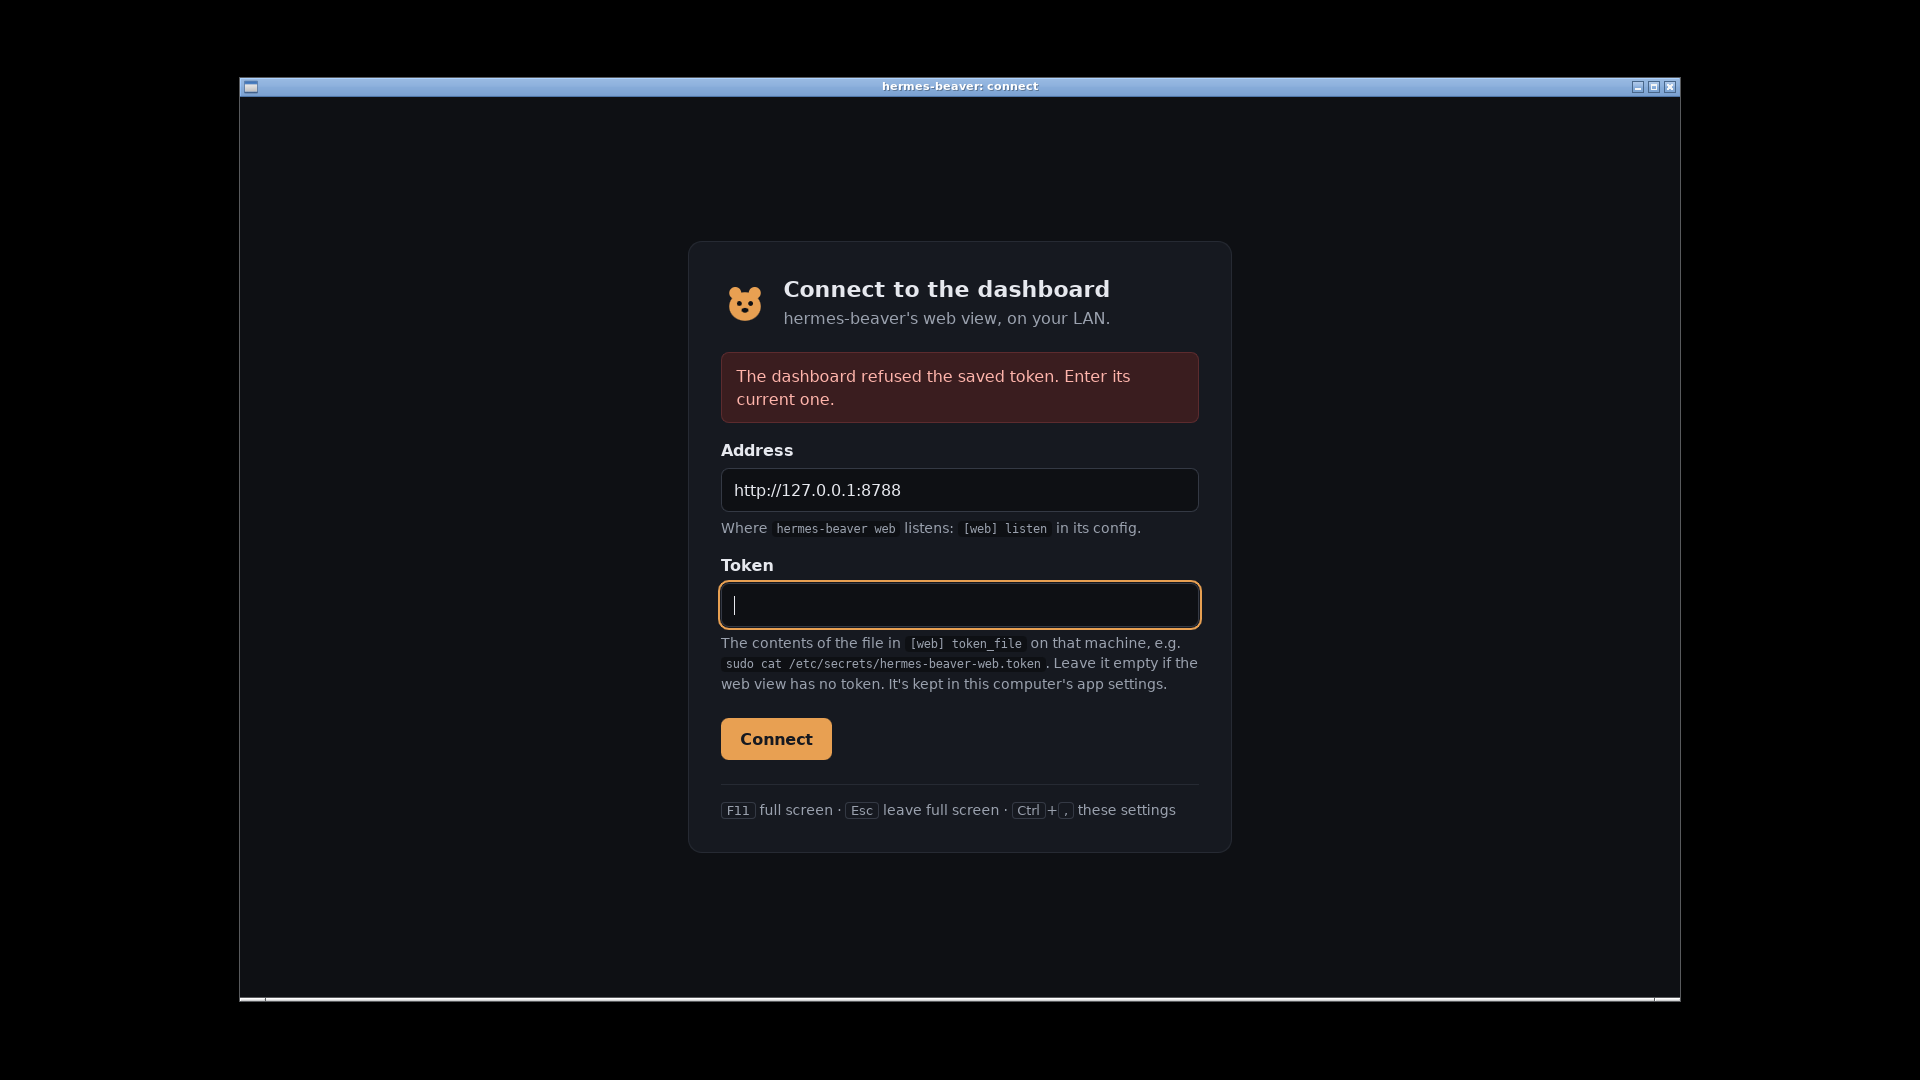 hermes-beaver: connect
Connect to the dashboard
hermes-beaver's web view, on your LAN.
The dashboard refused the saved token. Enter its
current one.
Address
http://127.0.0.1:8788
Where hermes-beaver web listens: [web] listen in its config.
Token
The contents of the file in [web] token_file on that machine, e.g.
sudo cat /etc/secrets/hermes-beaver-web.token. Leave it empty if the
web view has no token. It's kept in this computer's app settings.
Connect
F11 full screen · Esc leave full screen · Ctrl+, these settings